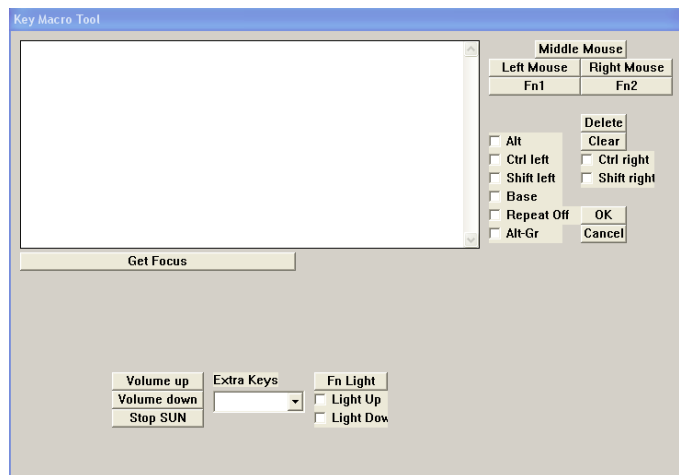 Key Macro Tool
Middle Mouse
Left Mouse Right Mouse
Fn1 Fn2
Delete
Alt Clear
Ctrl left Ctrl right
Shift left Shift right
Base
Repeat Off OK
Alt-Gr Cancel
Get Focus
Volume up Extra Keys Fn Light
Volume down Light Up
Stop SUN Light Dow